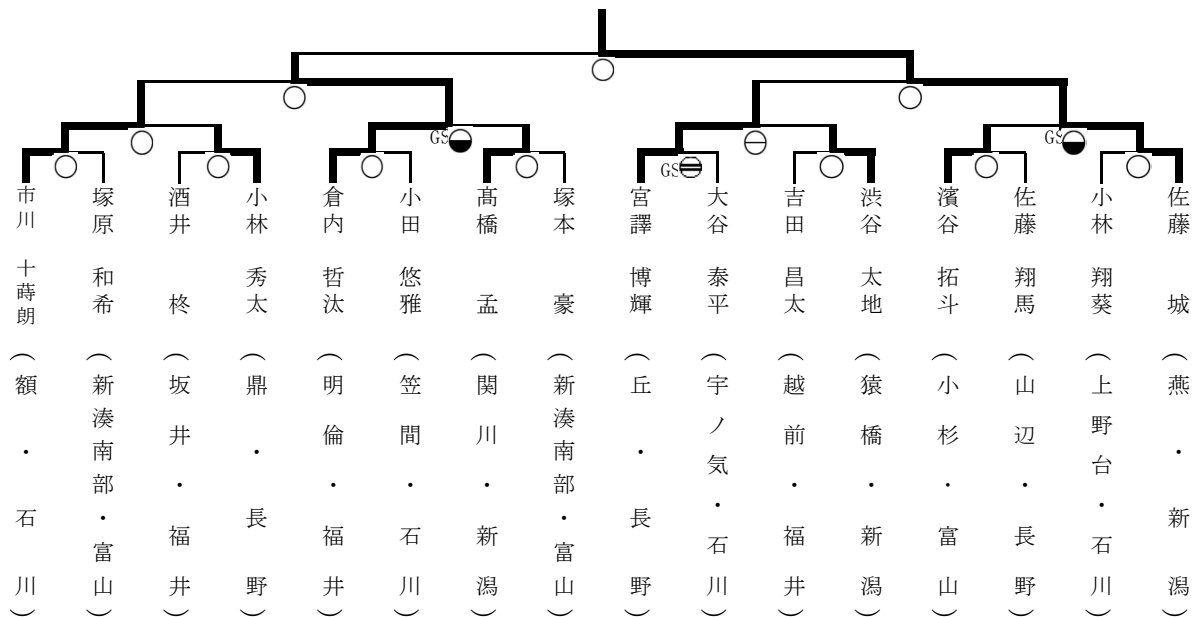 GS
GS
GS
市川 十蒔朗（額・石川）
塚原 和希（新湊南部・富山）
酒井 柊（坂井・福井）
小林 秀太（鼎・長野）
倉内 哲汰（明倫・福井）
小田 悠雅（笠間・石川）
髙橋 孟（関川・新潟）
塚本 豪（新湊南部・富山）
宮譯 博輝（丘・長野）
大谷 泰平（宇ノ気・石川）
吉田 昌太（越前・福井）
渋谷 太地（猿橋・新潟）
濱谷 拓斗（小杉・富山）
佐藤 翔馬（山辺・長野）
小林 翔葵（上野台・石川）
佐藤 城（燕・新潟）